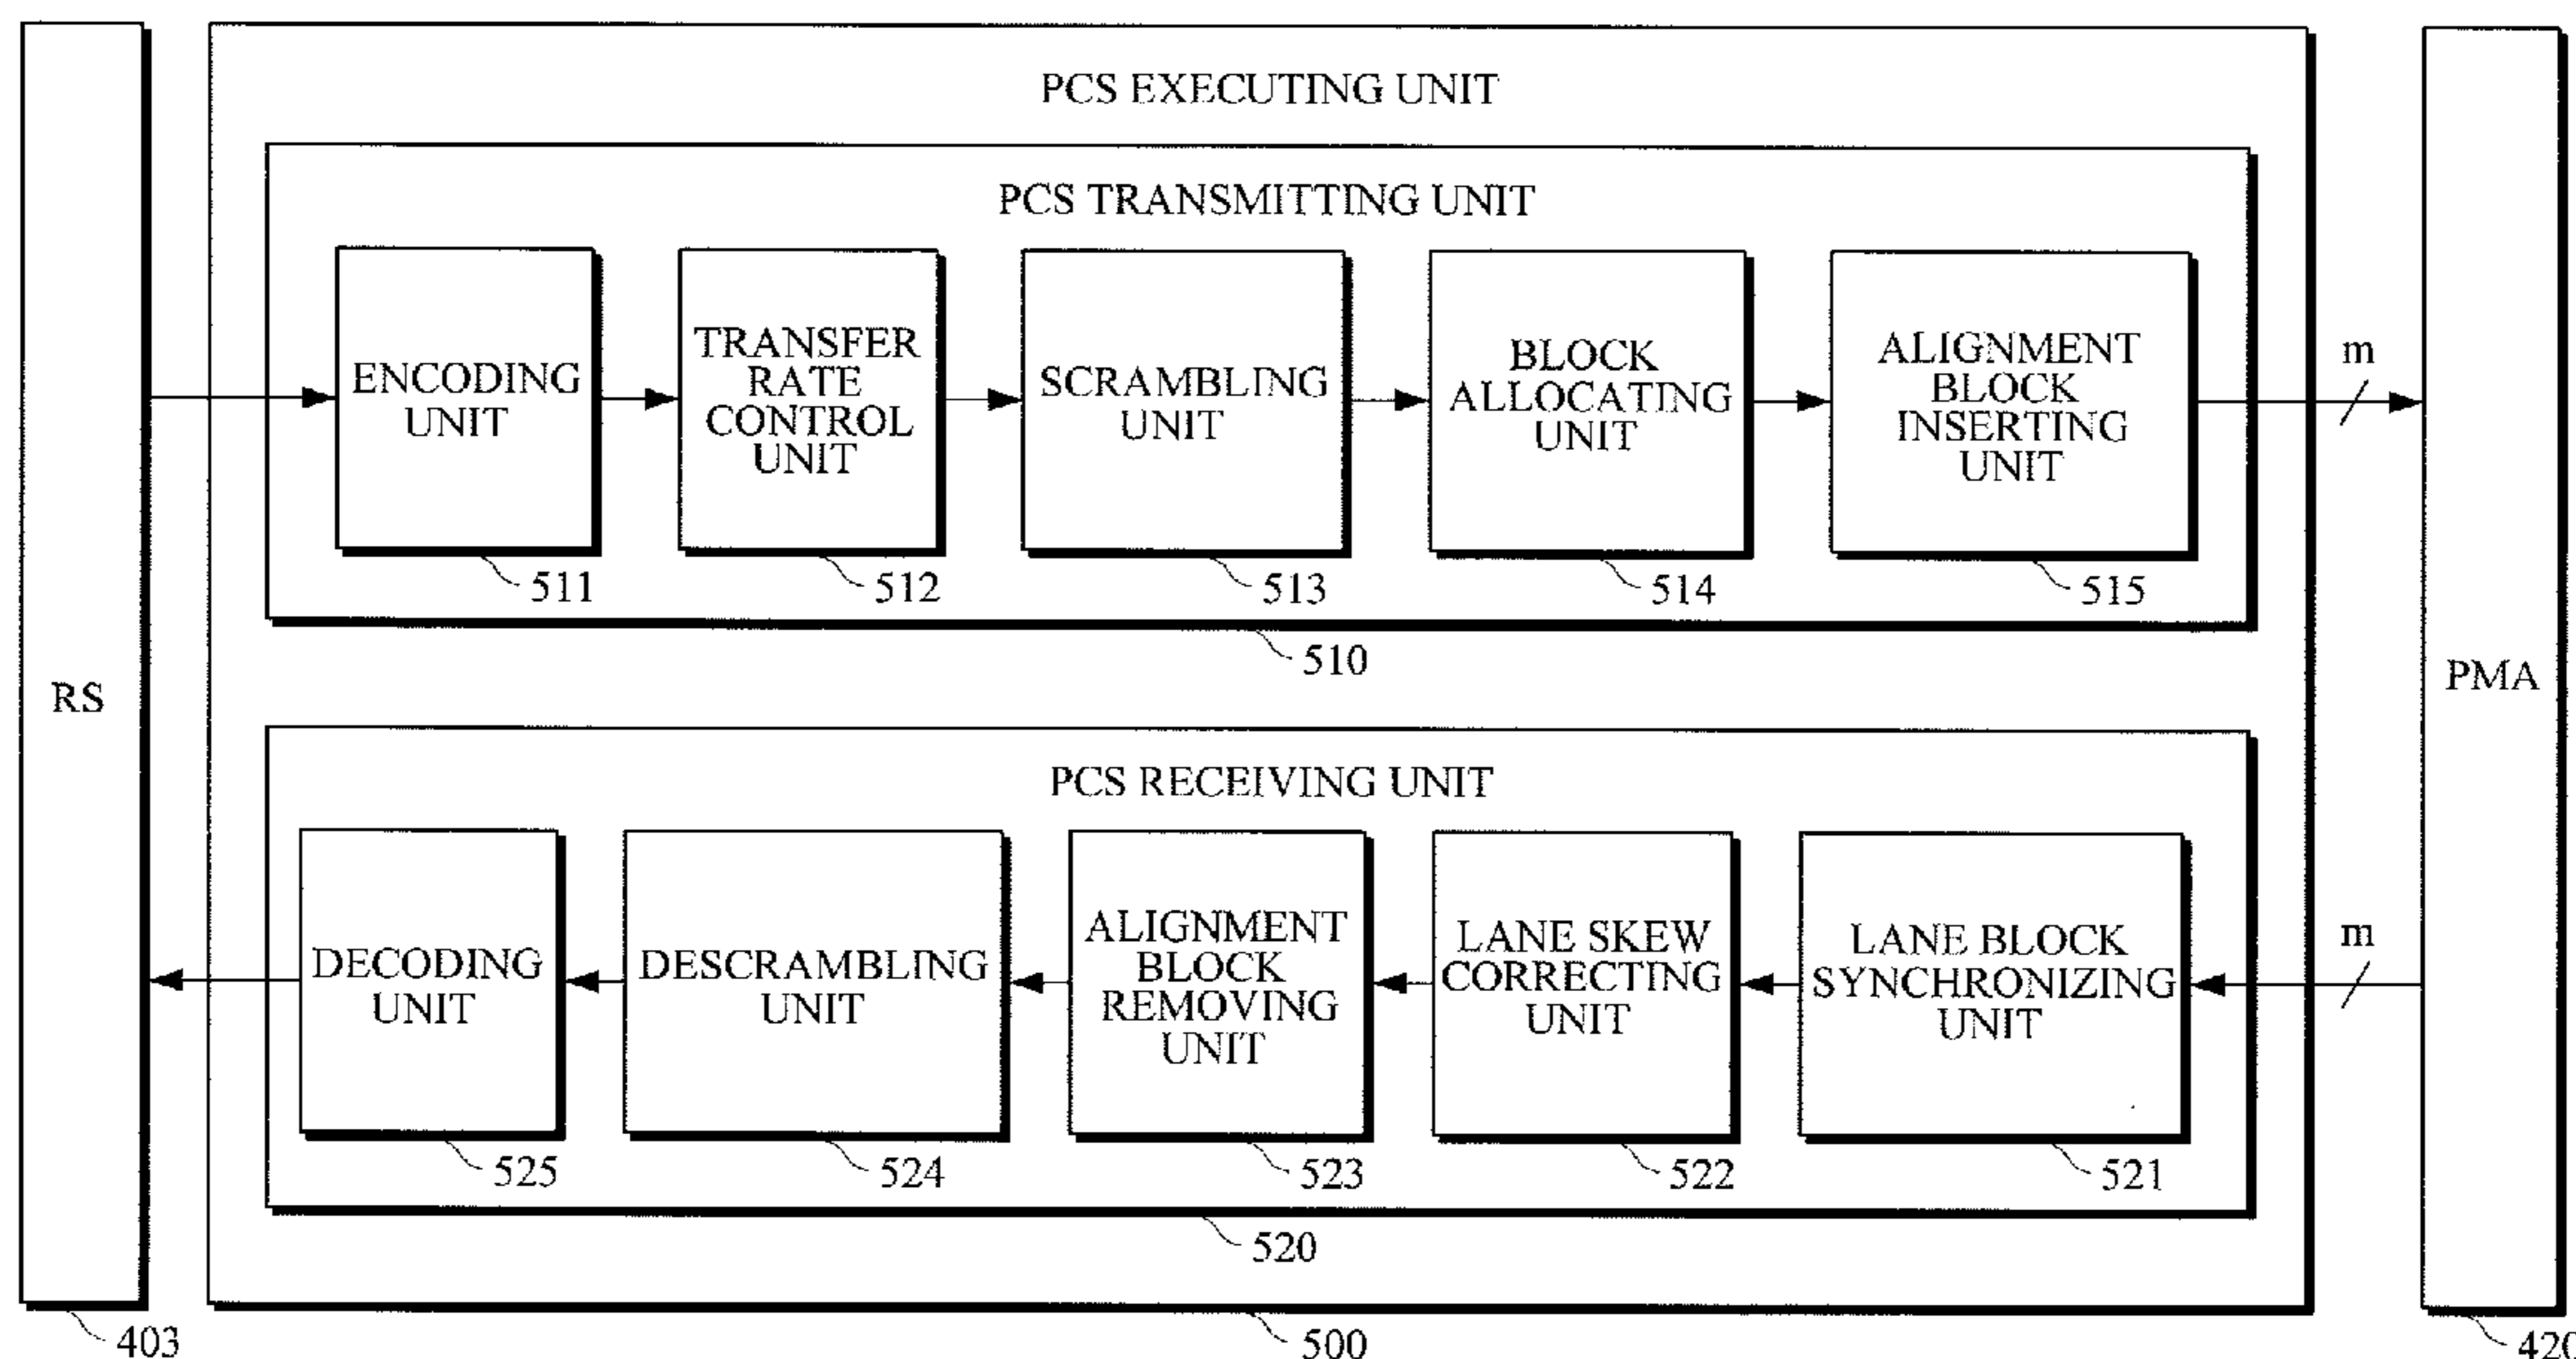 PCS EXECUTING UNIT
PCS TRANSMITTING UNIT
ENCODING
UNIT
TRANSFER
RATE
CONTROL
UNIT
SCRAMBLING
UNIT
BLOCK
ALLOCATING
UNIT
ALIGNMENT
BLOCK
INSERTING
UNIT
m
511
512
513
514
515
510
RS
PMA
PCS RECEIVING UNIT
DECODING
UNIT
DESCRAMBLING
UNIT
ALIGNMENT
BLOCK
REMOVING
UNIT
LANE SKEW
CORRECTING
UNIT
LANE BLOCK
SYNCHRONIZING
UNIT
m
525
524
523
522
521
520
403
500
420